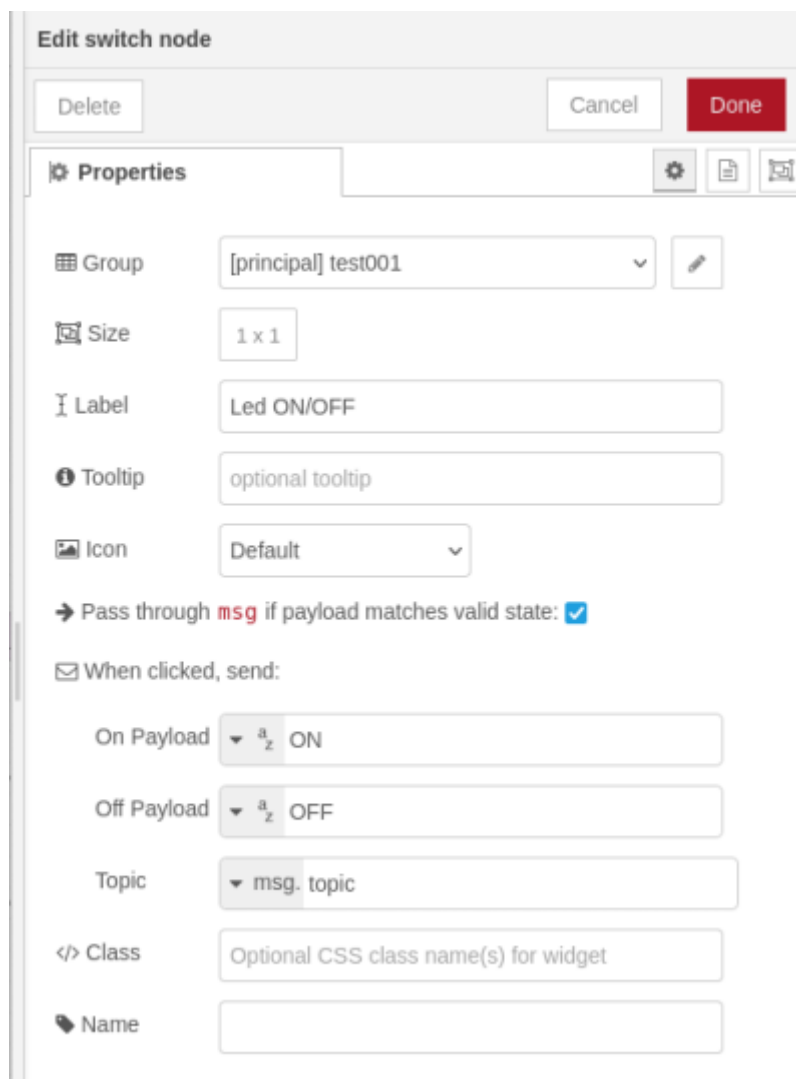 Edit switch node
Delete Cancel Done
Properties
Group [principal] test001
Size 1 x 1
Label Led ON/OFF
Tooltip optional tooltip
Icon Default
Pass through msg if payload matches valid state:
When clicked, send:
On Payload a z ON
Off Payload a z OFF
Topic msg. topic
</> Class Optional CSS class name(s) for widget
Name